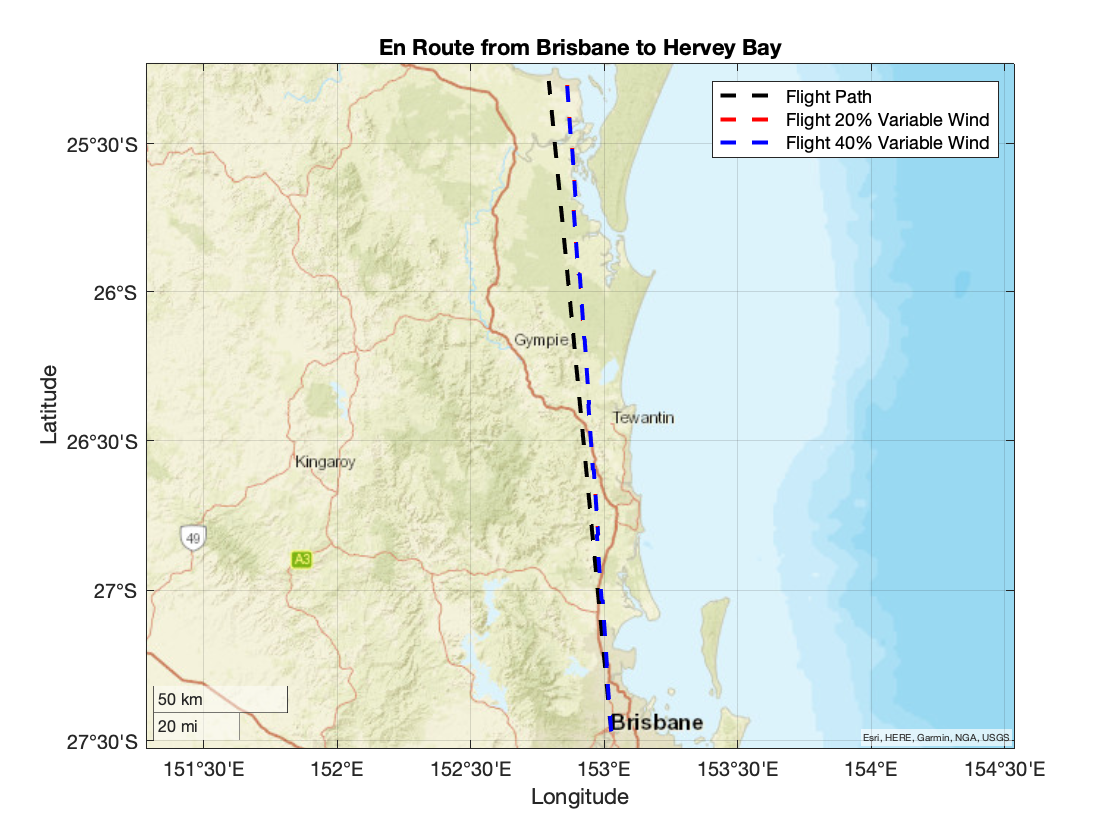 En Route from Brisbane to Hervey Bay
Flight Path
Flight 20% Variable Wind
Flight 40% Variable Wind
25°30'S
26°S
26°30'S
27°S
27°30'S
Latitude
Gympie
Tewantin
Kingaroy
49
A3
Brisbane
50 km
20 mi
Esri, HERE, Garmin, NGA, USGS
151°30'E
152°E
152°30'E
153°E
153°30'E
154°E
154°30'E
Longitude